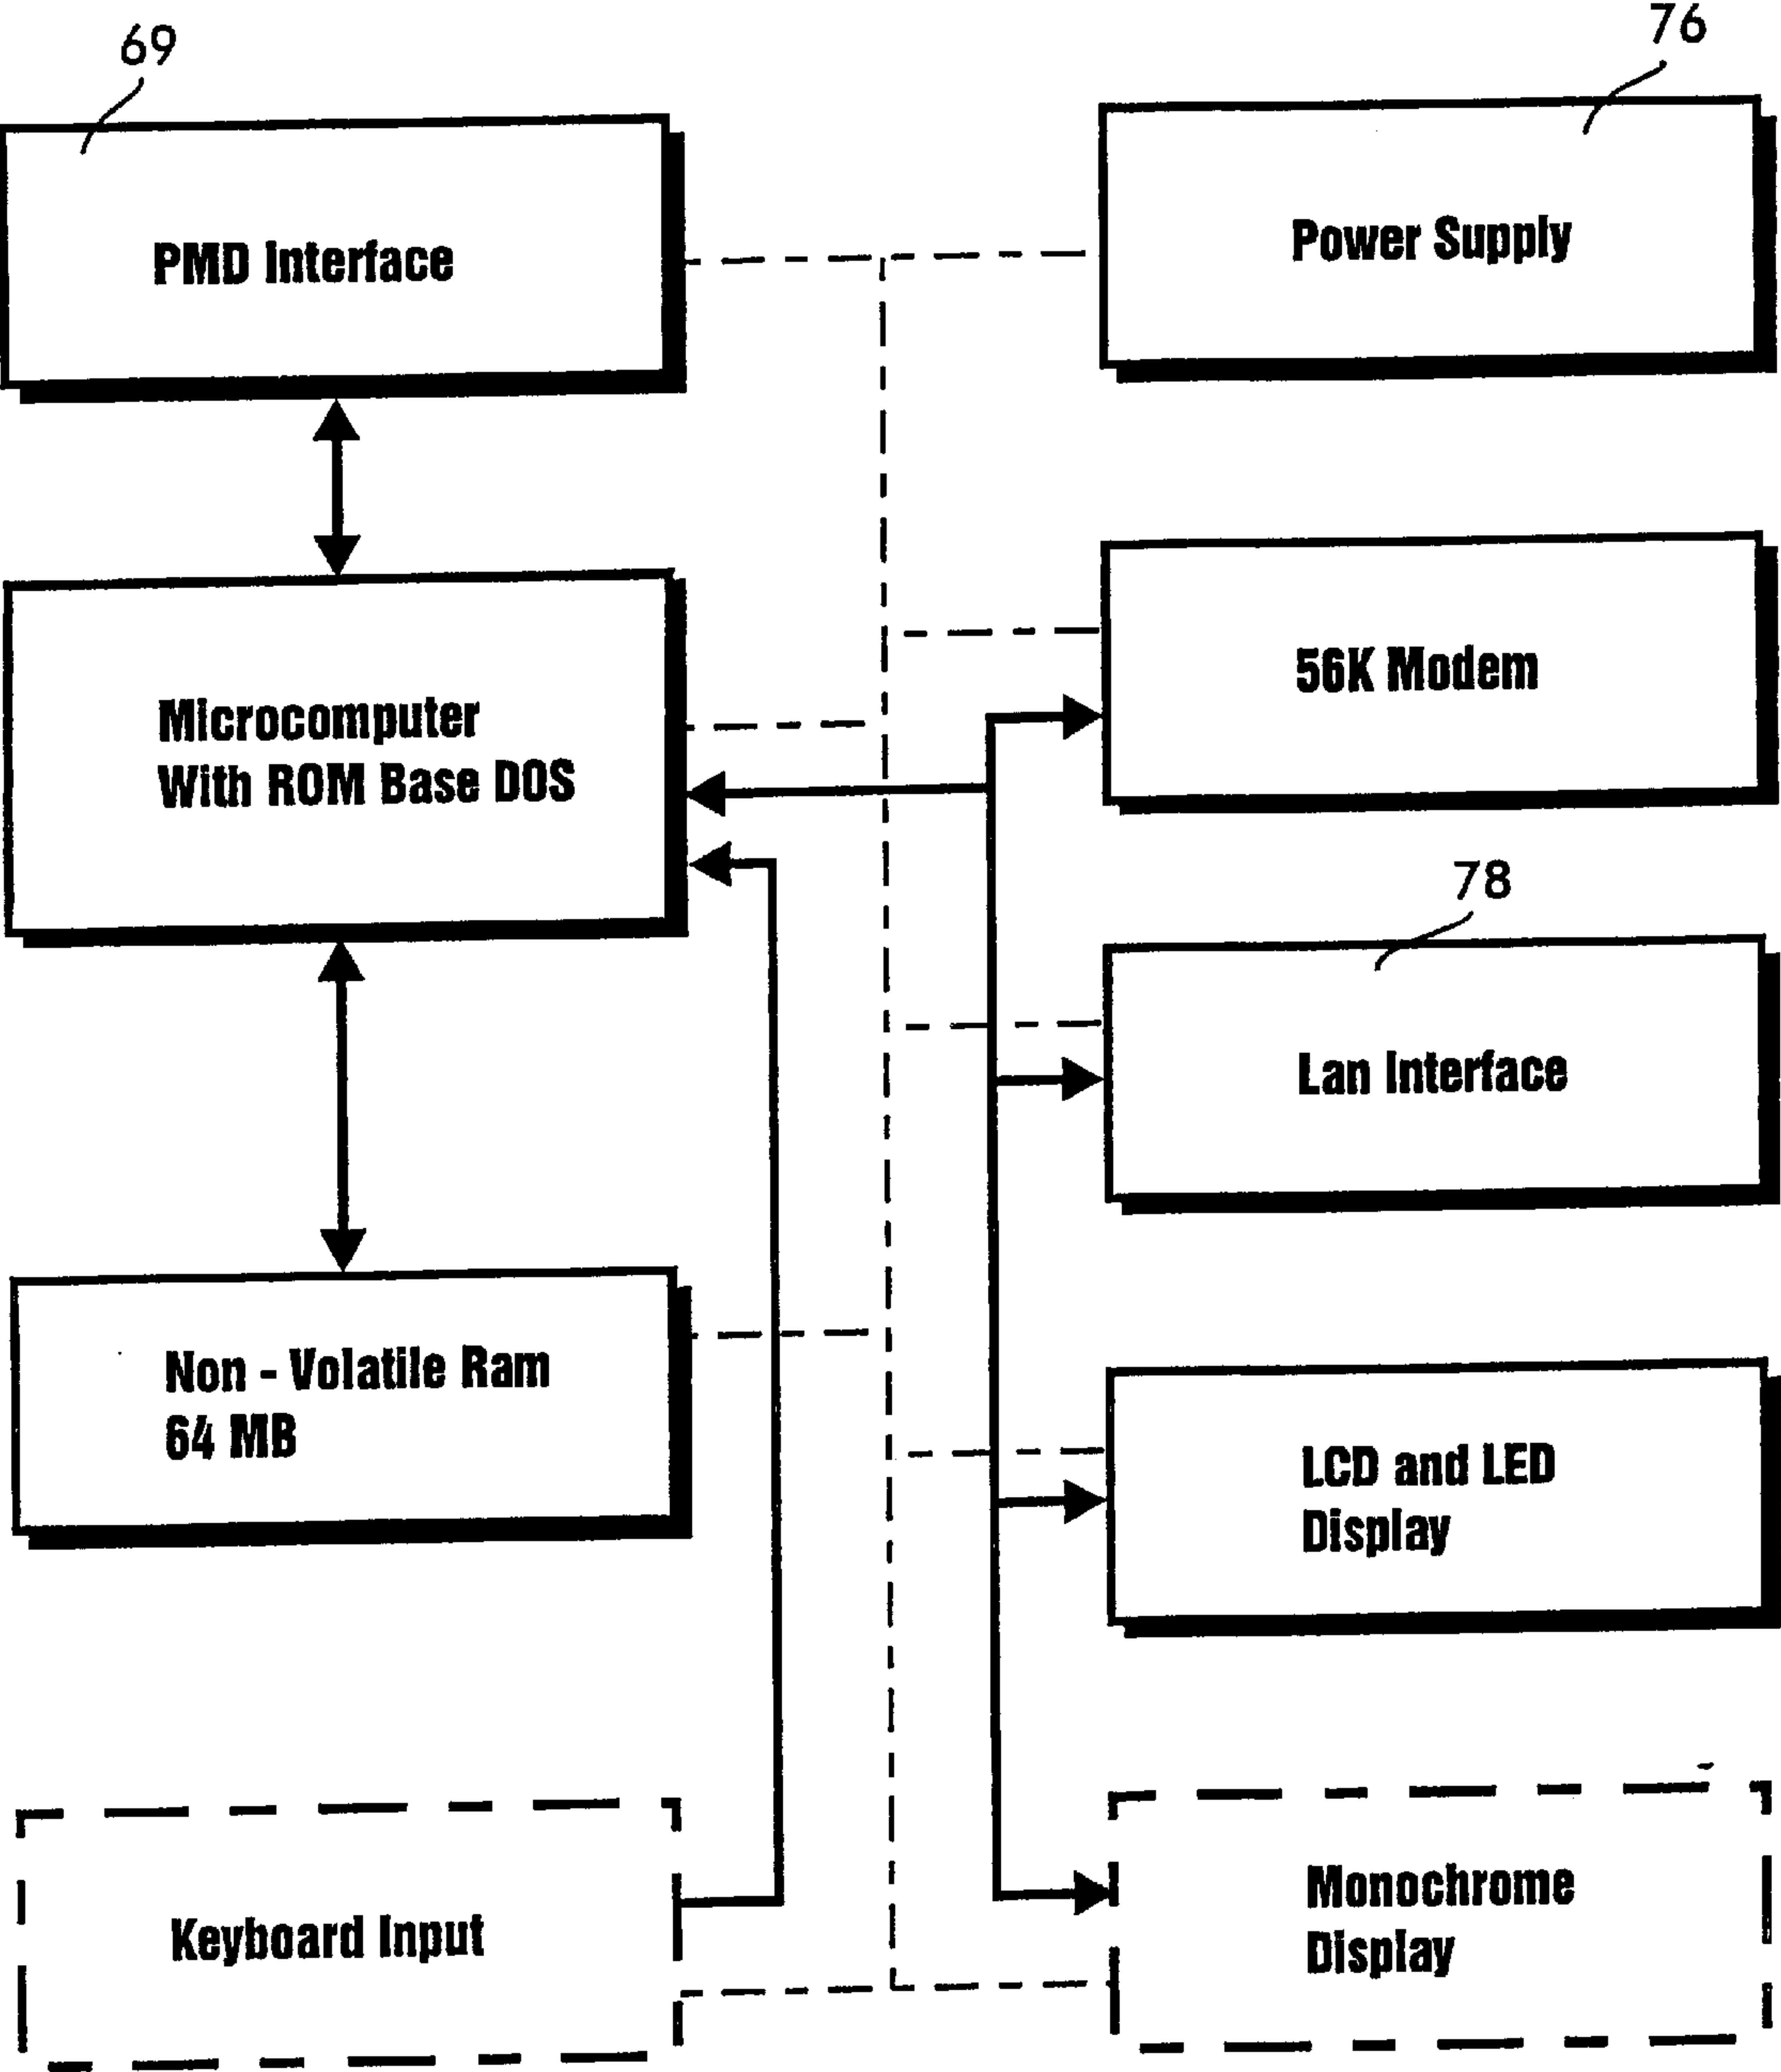 69
76
PMD Interface
Power Supply
Microcomputer
With ROM Base DOS
56K Modem
78
Lan Interface
Non - Volatile Ram
64 MB
LCD and LED
Display
Keyboard Input
Monochrome
Display